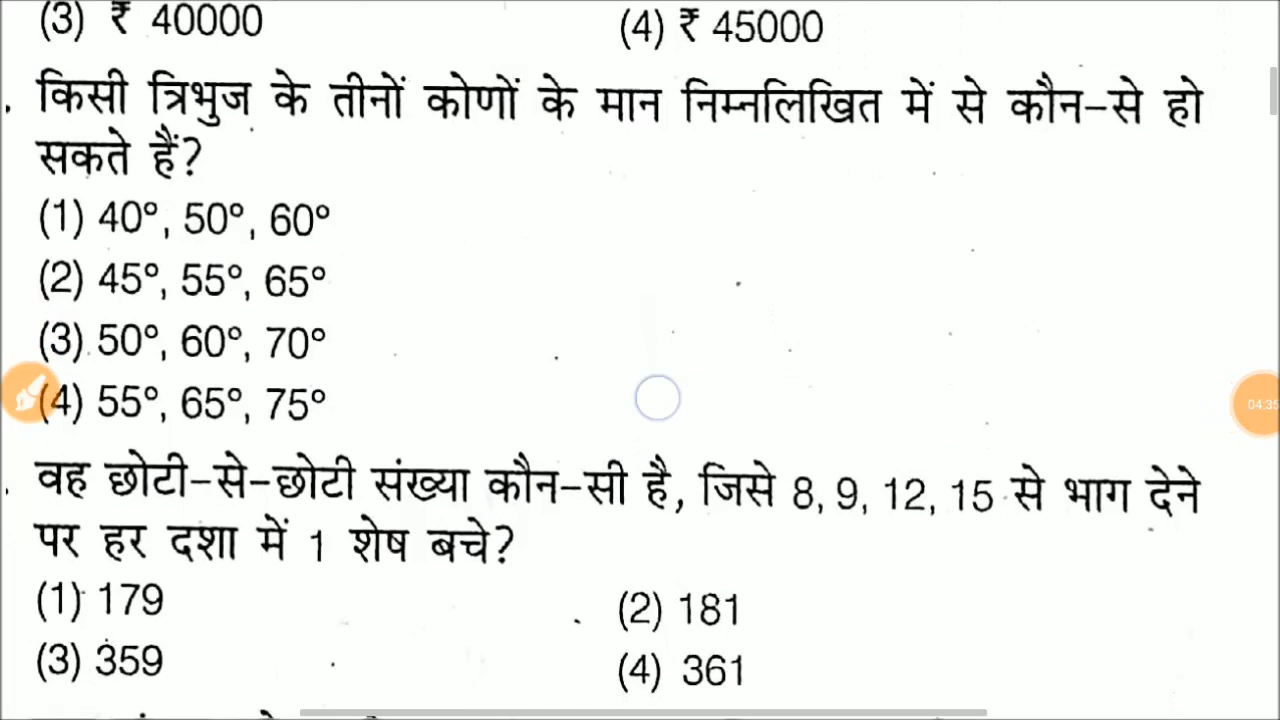 (3) ₹ 40000
(4) ₹ 45000
. किसी त्रिभुज के तीनों कोणों के मान निम्नलिखित में से कौन-से हो
सकते हैं?
(1) 40°, 50°, 60°
(2) 45°, 55°, 65°
(3) 50°, 60°, 70°
(4) 55°, 65°, 75°
04:35
. वह छोटी-से-छोटी संख्या कौन-सी है, जिसे 8, 9, 12, 15 से भाग देने
पर हर दशा में 1 शेष बचे?
(1) 179
(2) 181
(3) 359
(4) 361